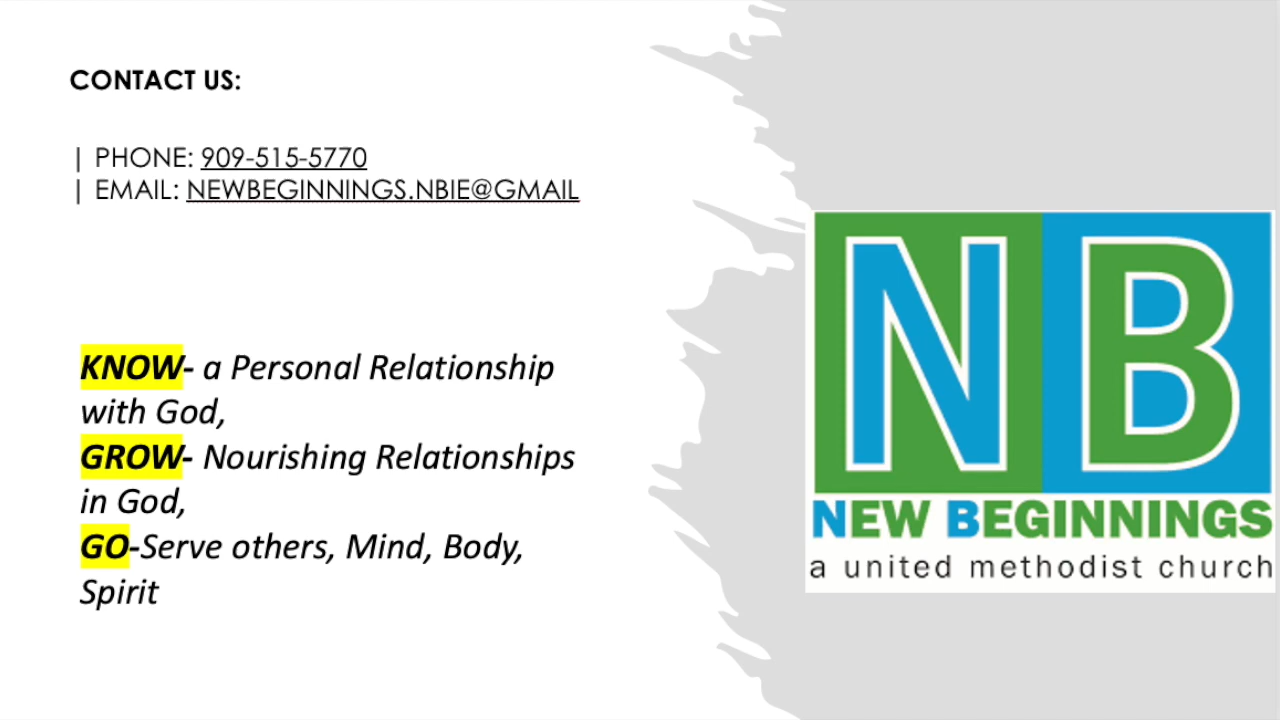 CONTACT US:
| PHONE: 909-515-5770
| EMAIL: NEWBEGINNINGS.NBIE@GMAIL
KNOW- a Personal Relationship
with God,
GROW- Nourishing Relationships
in God,
GO-Serve others, Mind, Body,
Spirit
NB
NEW BEGINNINGS
a united methodist church